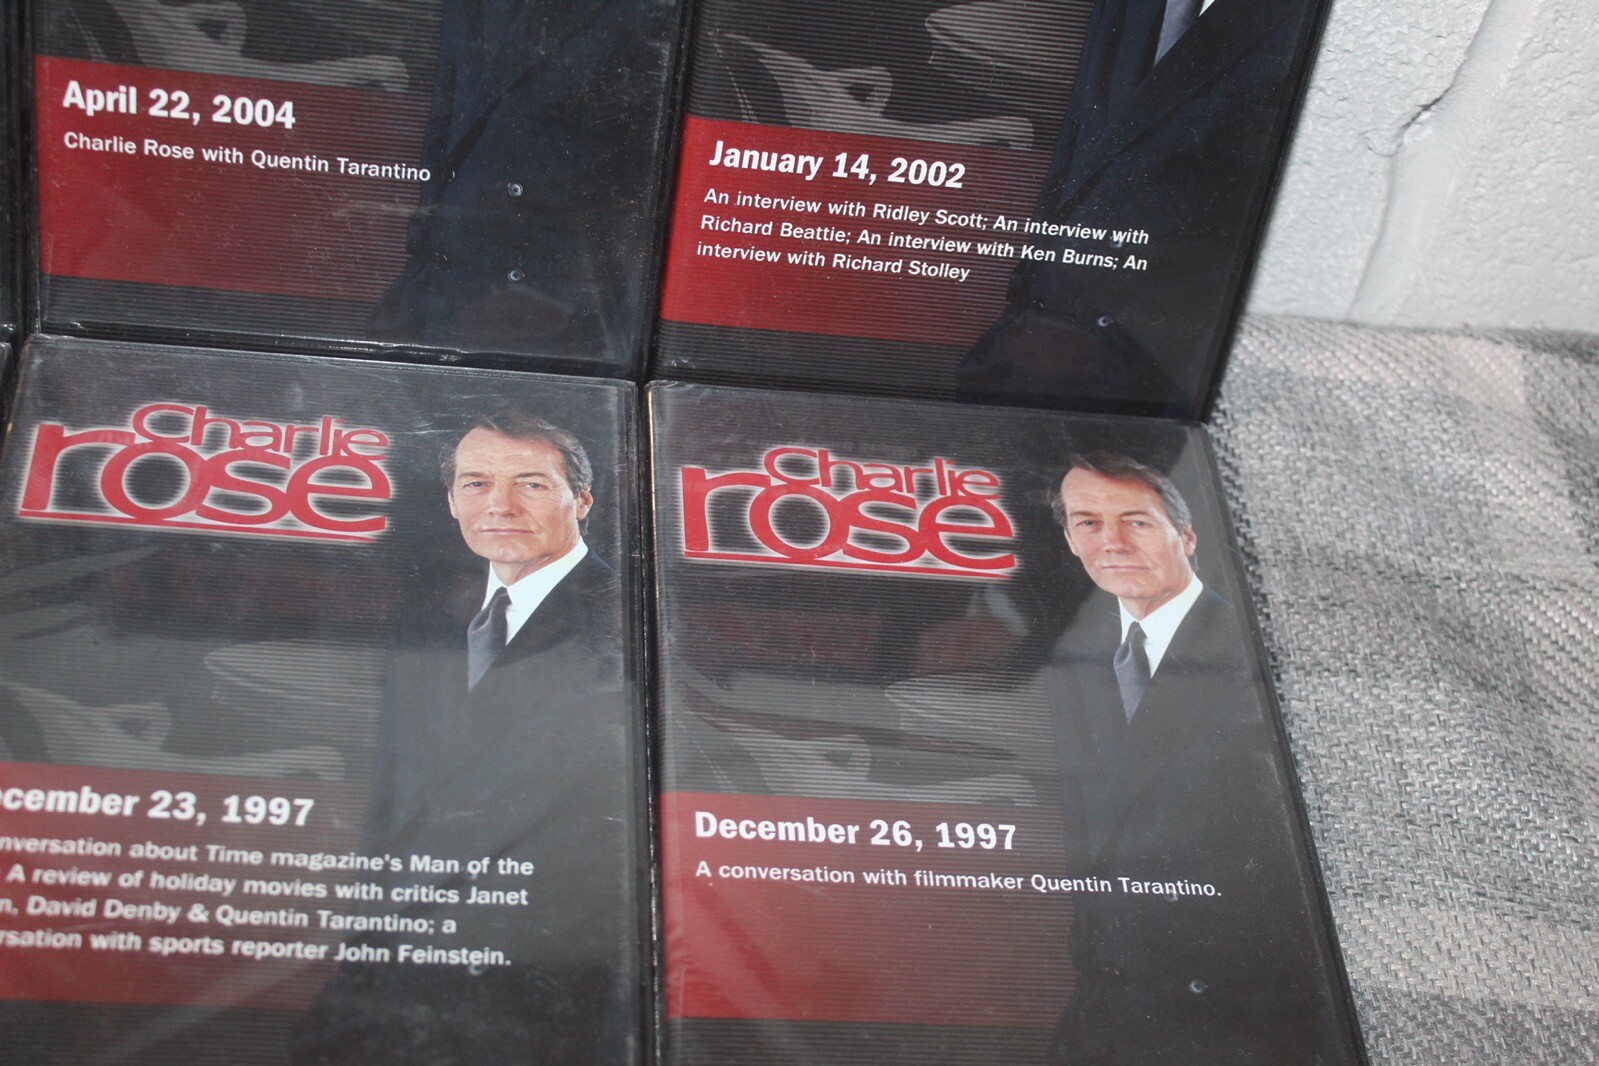 April 22, 2004
Charlie Rose with Quentin Tarantino
January 14, 2002
An interview with Ridley Scott; An interview with
Richard Beattie; An interview with Ken Burns; An
interview with Richard Stolley
charlie
rose
cember 23, 1997
nversation about Time magazine's Man of the
A review of holiday movies with critics Janet
n, David Denby & Quentin Tarantino; a
rsation with sports reporter John Feinstein.
charlie
rose
December 26, 1997
A conversation with filmmaker Quentin Tarantino.